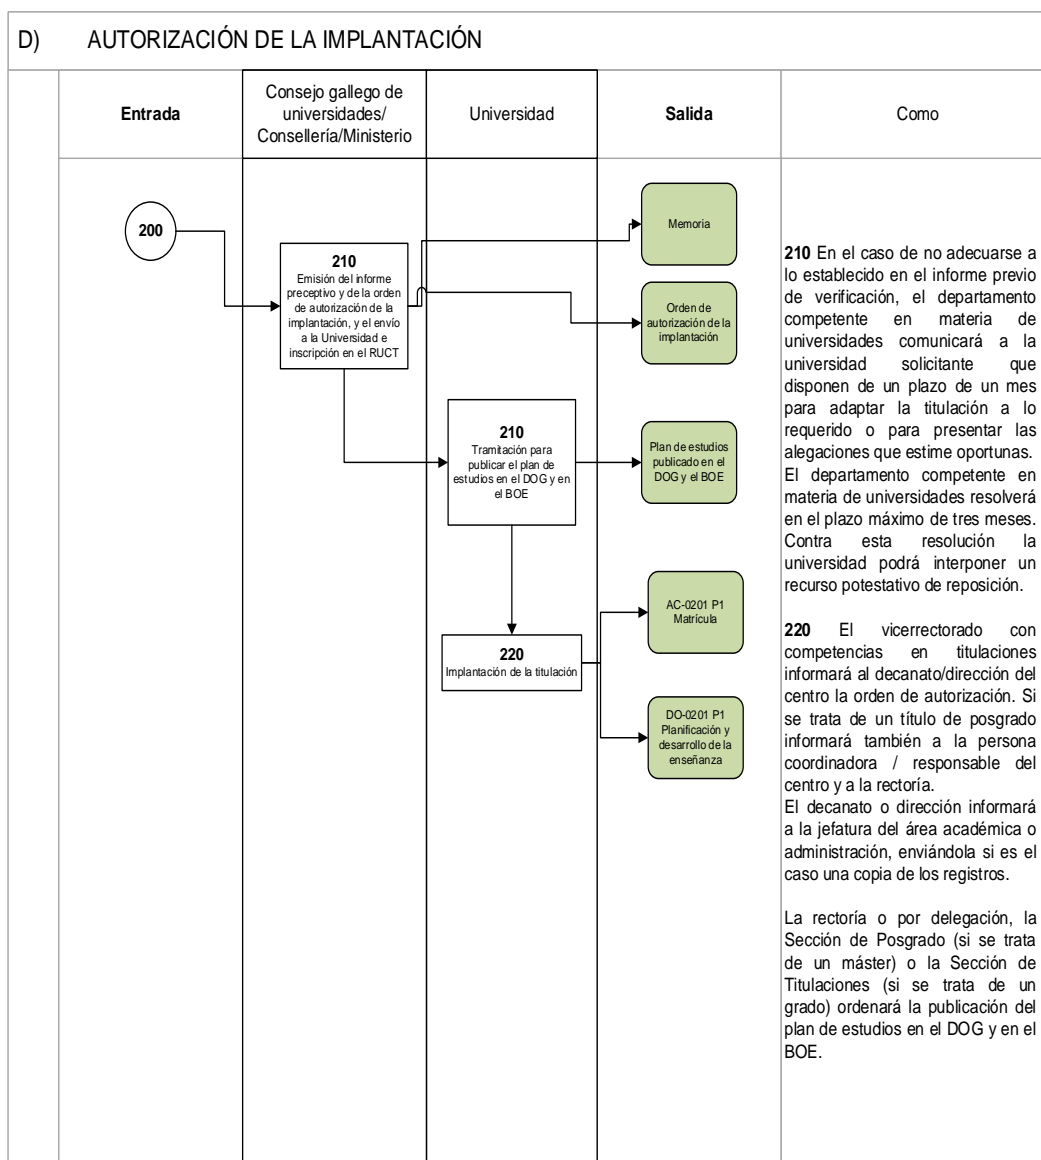 D) AUTORIZACIÓN DE LA IMPLANTACIÓN
Entrada
Consejo gallego de
universidades/
Consellería/Ministerio
Universidad
Salida
Como
200
210
Emisión del informe
preceptivo y de la orden
de autorización de la
implantación, y el envío
a la Universidad e
inscripción en el RUCT
Memoria
Orden de
autorización de la
implantación
210
Tramitación para
publicar el plan de
estudios en el DOG y en
el BOE
Plan de estudios
publicado en el
DOG y el BOE
220
Implantación de la titulación
AC-0201 P1
Matrícula
DO-0201 P1
Planificación y
desarrollo de la
enseñanza
210 En el caso de no adecuarse a
lo establecido en el informe previo
de verificación, el departamento
competente en materia de
universidades comunicará a la
universidad solicitante que
disponen de un plazo de un mes
para adaptar la titulación a lo
requerido o para presentar las
alegaciones que estime oportunas.
El departamento competente en
materia de universidades resolverá
en el plazo máximo de tres meses.
Contra esta resolución la
universidad podrá interponer un
recurso potestativo de reposición.
220 El vicerrectorado con
competencias en titulaciones
informará al decanato/dirección del
centro la orden de autorización. Si
se trata de un título de posgrado
informará también a la persona
coordinadora / responsable del
centro y a la rectoría.
El decanato o dirección informará
a la jefatura del área académica o
administración, enviándola si es el
caso una copia de los registros.
La rectoría o por delegación, la
Sección de Posgrado (si se trata
de un máster) o la Sección de
Titulaciones (si se trata de un
grado) ordenará la publicación del
plan de estudios en el DOG y en el
BOE.